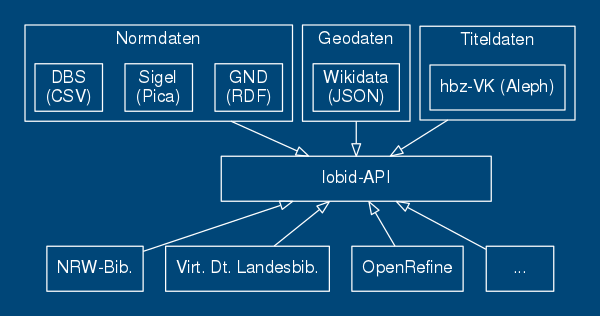 Normdaten
Geodaten
Titeldaten
DBS
(CSV)
Sigel
(Pica)
GND
(RDF)
Wikidata
(JSON)
hbz-VK (Aleph)
lobid-API
NRW-Bib.
Virt. Dt. Landesbib.
OpenRefine
...